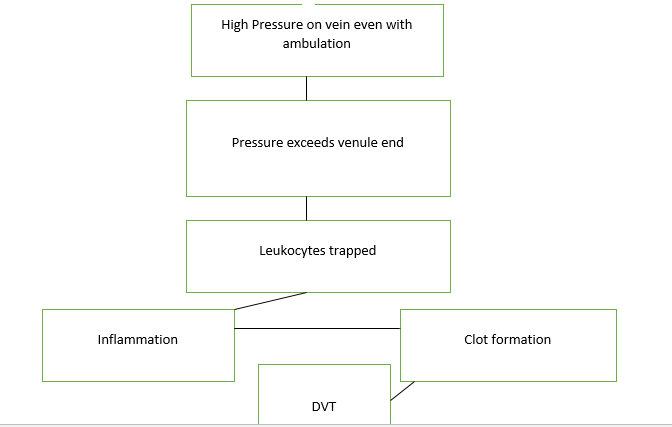 High Pressure on vein even with
ambulation
Pressure exceeds venule end
Leukocytes trapped
Inflammation
Clot formation
DVT